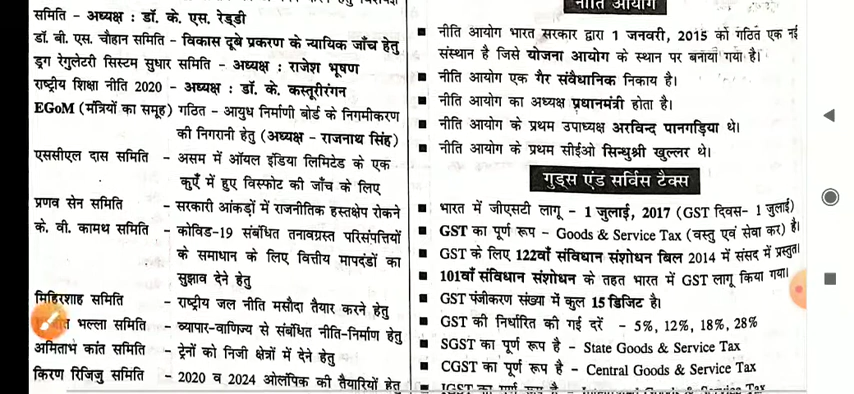 समिति – अध्यक्ष : डॉ. के. एस. रेड्डी
डॉ. बी. एस. चौहान समिति – विकास दूबे प्रकरण के न्यायिक जाँच हेतु
ड्रग रेगुलेटरी सिस्टम सुधार समिति – अध्यक्ष : राजेश भूषण
राष्ट्रीय शिक्षा नीति 2020 – अध्यक्ष : डॉ. के. कस्तूरीरंगन
EGoM (मंत्रियों का समूह) गठित – आयुध निर्माणी बोर्ड के निगमीकरण
की निगरानी हेतु (अध्यक्ष – राजनाथ सिंह)
एससीएल दास समिति – असम में ऑयल इंडिया लिमिटेड के एक
कुएँ में हुए विस्फोट की जाँच के लिए
प्रणव सेन समिति – सरकारी आंकड़ों में राजनीतिक हस्तक्षेप रोकने
के. वी. कामथ समिति – कोविड-19 संबंधित तनावग्रस्त परिसंपत्तियों
के समाधान के लिए वित्तीय मापदंडों का
सुझाव देने हेतु
मिहिरशाह समिति – राष्ट्रीय जल नीति मसौदा तैयार करने हेतु
भल्ला समिति – व्यापार-वाणिज्य से संबंधित नीति-निर्माण हेतु
अमिताभ कांत समिति – ट्रेनों को निजी क्षेत्रों में देने हेतु
किरण रिजिजु समिति – 2020 व 2024 ओलंपिक की तैयारियों हेतु
नीति आयोग
■ नीति आयोग भारत सरकार द्वारा 1 जनवरी, 2015 को गठित एक नई
संस्थान है जिसे योजना आयोग के स्थान पर बनाया गया है।
■ नीति आयोग एक गैर संवैधानिक निकाय है।
■ नीति आयोग का अध्यक्ष प्रधानमंत्री होता है।
■ नीति आयोग के प्रथम उपाध्यक्ष अरविन्द पानगड़िया थे।
■ नीति आयोग के प्रथम सीईओ सिन्धुश्री खुल्लर थे।
गुड्स एंड सर्विस टैक्स
■ भारत में जीएसटी लागू – 1 जुलाई, 2017 (GST दिवस- 1 जुलाई)
■ GST का पूर्ण रूप – Goods & Service Tax (वस्तु एवं सेवा कर) है।
■ GST के लिए 122वाँ संविधान संशोधन बिल 2014 में संसद में प्रस्तुत।
■ 101वाँ संविधान संशोधन के तहत भारत में GST लागू किया गया।
■ GST पंजीकरण संख्या में कुल 15 डिजिट है।
■ GST की निर्धारित की गई दरें – 5%, 12%, 18%, 28%
■ SGST का पूर्ण रूप है – State Goods & Service Tax
■ CGST का पूर्ण रूप है – Central Goods & Service Tax